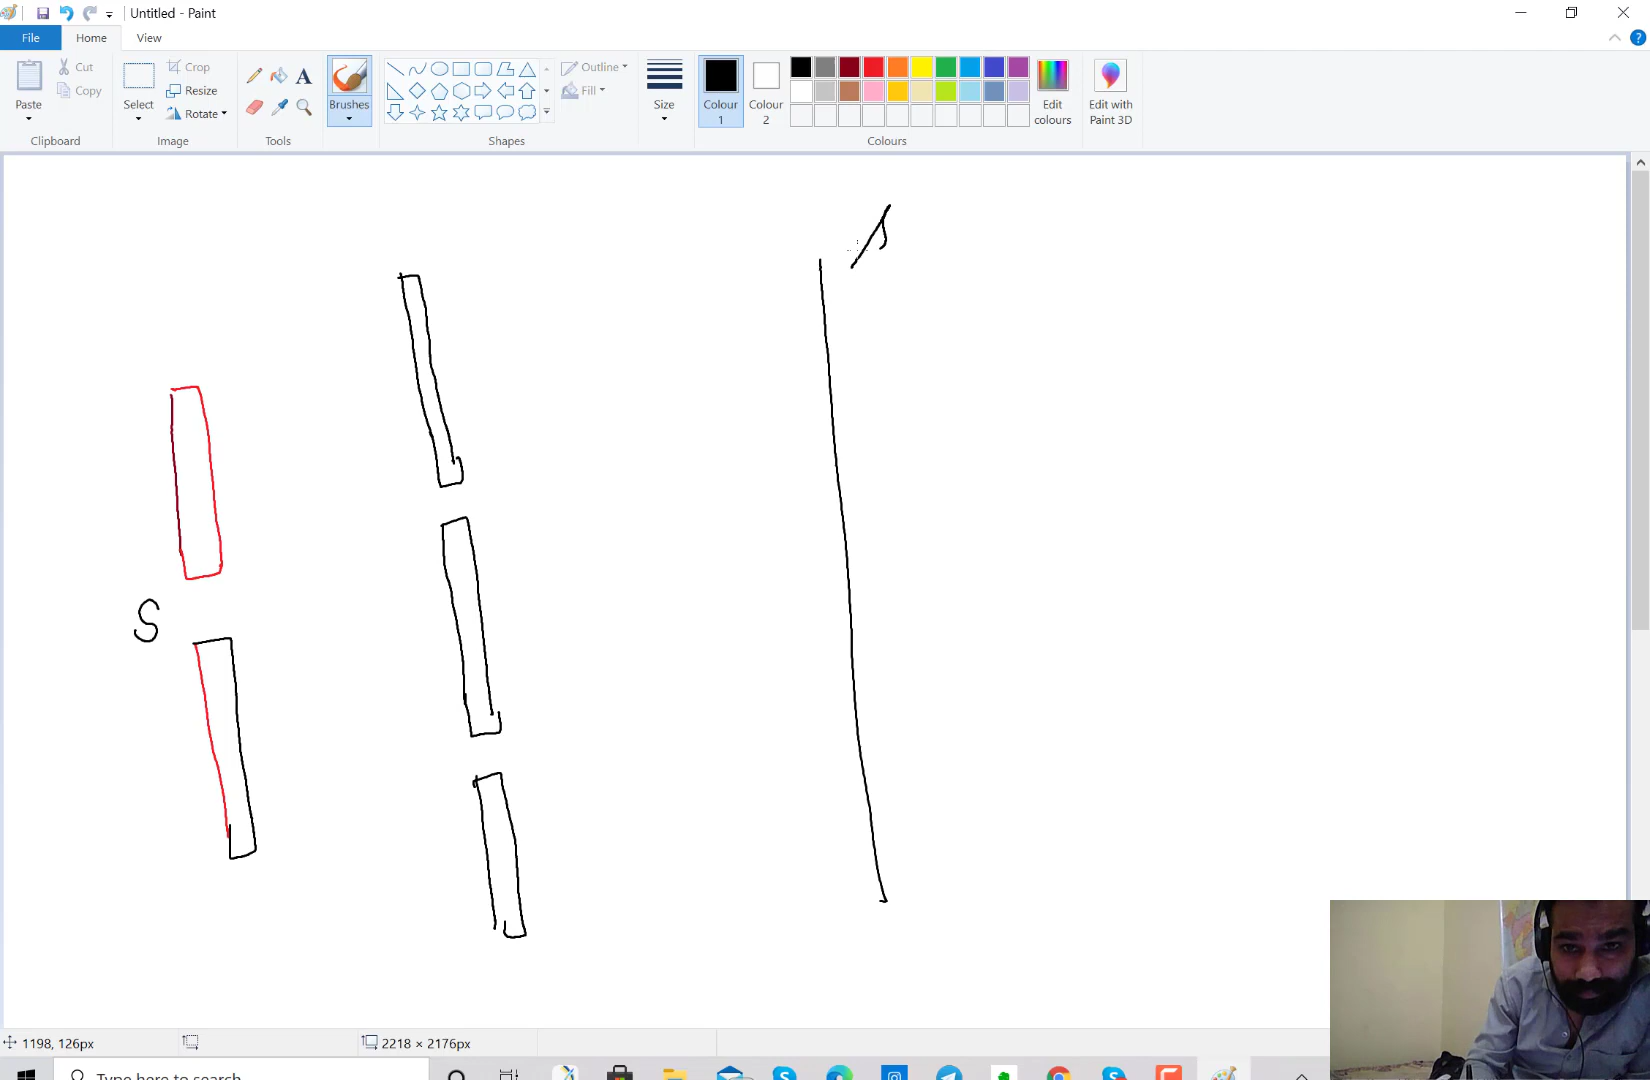 Untitled - Paint
File Home View
Paste
Cut
Copy
Clipboard
Select
Crop
Resize
Rotate
Image
Tools
Brushes
Shapes
Outline
Fill
Size
Colour 1
Colour 2
Edit colours
Edit with Paint 3D
Colours
S
1198, 126px
2218 × 2176px
Type here to search